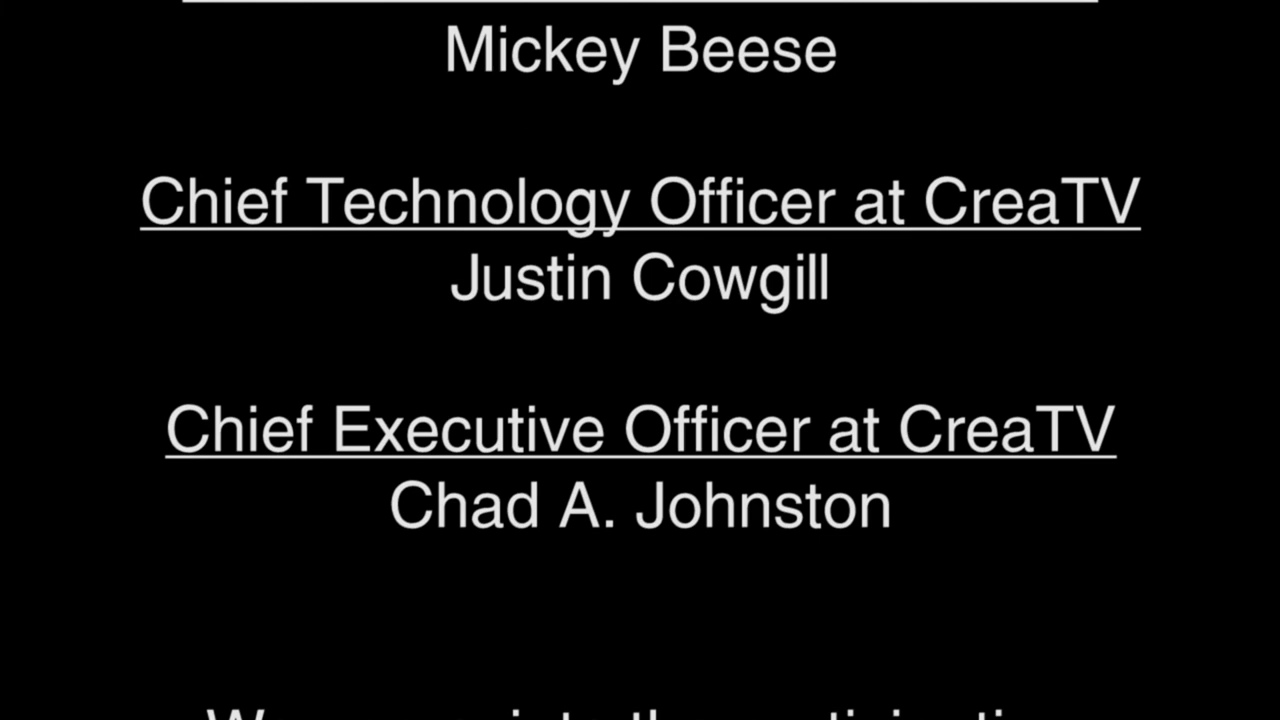 Mickey Beese
Chief Technology Officer at CreaTV
Justin Cowgill
Chief Executive Officer at CreaTV
Chad A. Johnston